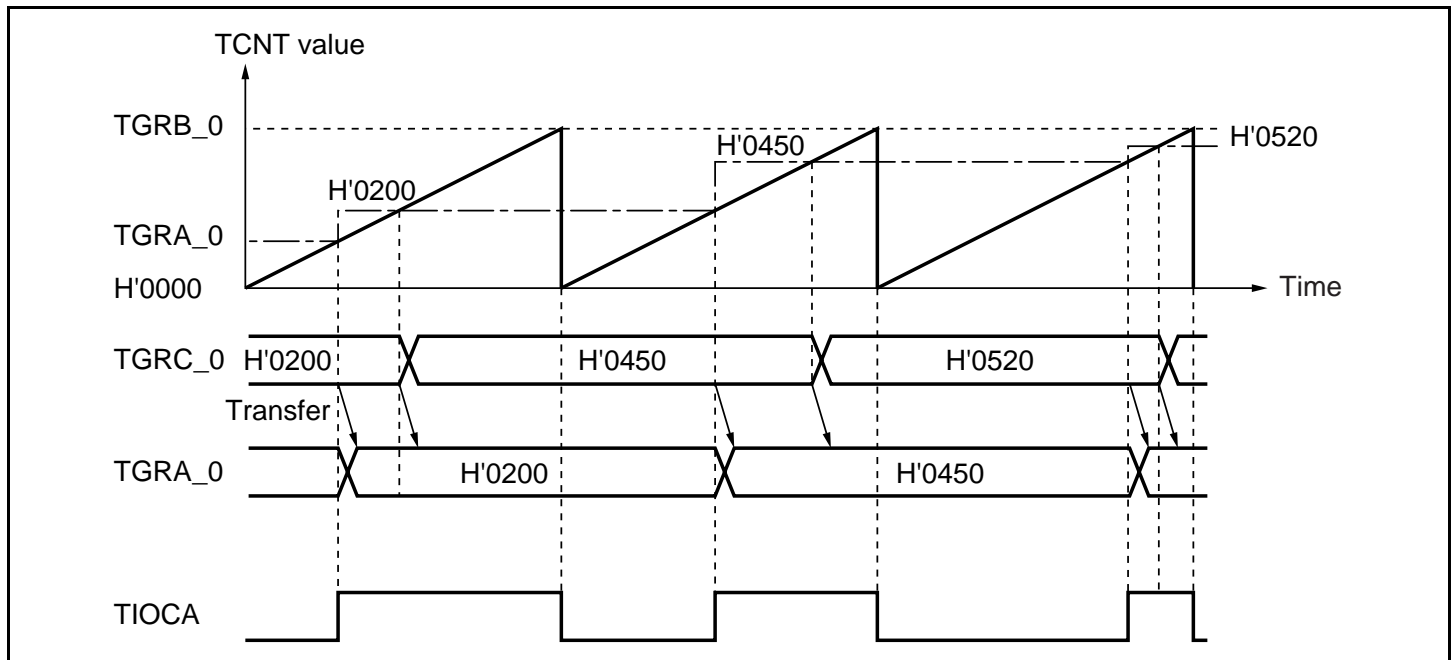 TCNT value
TGRB_0
H'0520
H'0450
H'0200
TGRA_0
H'0000
Time
TGRC_0 H'0200 H'0450 H'0520
Transfer
TGRA_0 H'0200 H'0450
TIOCA